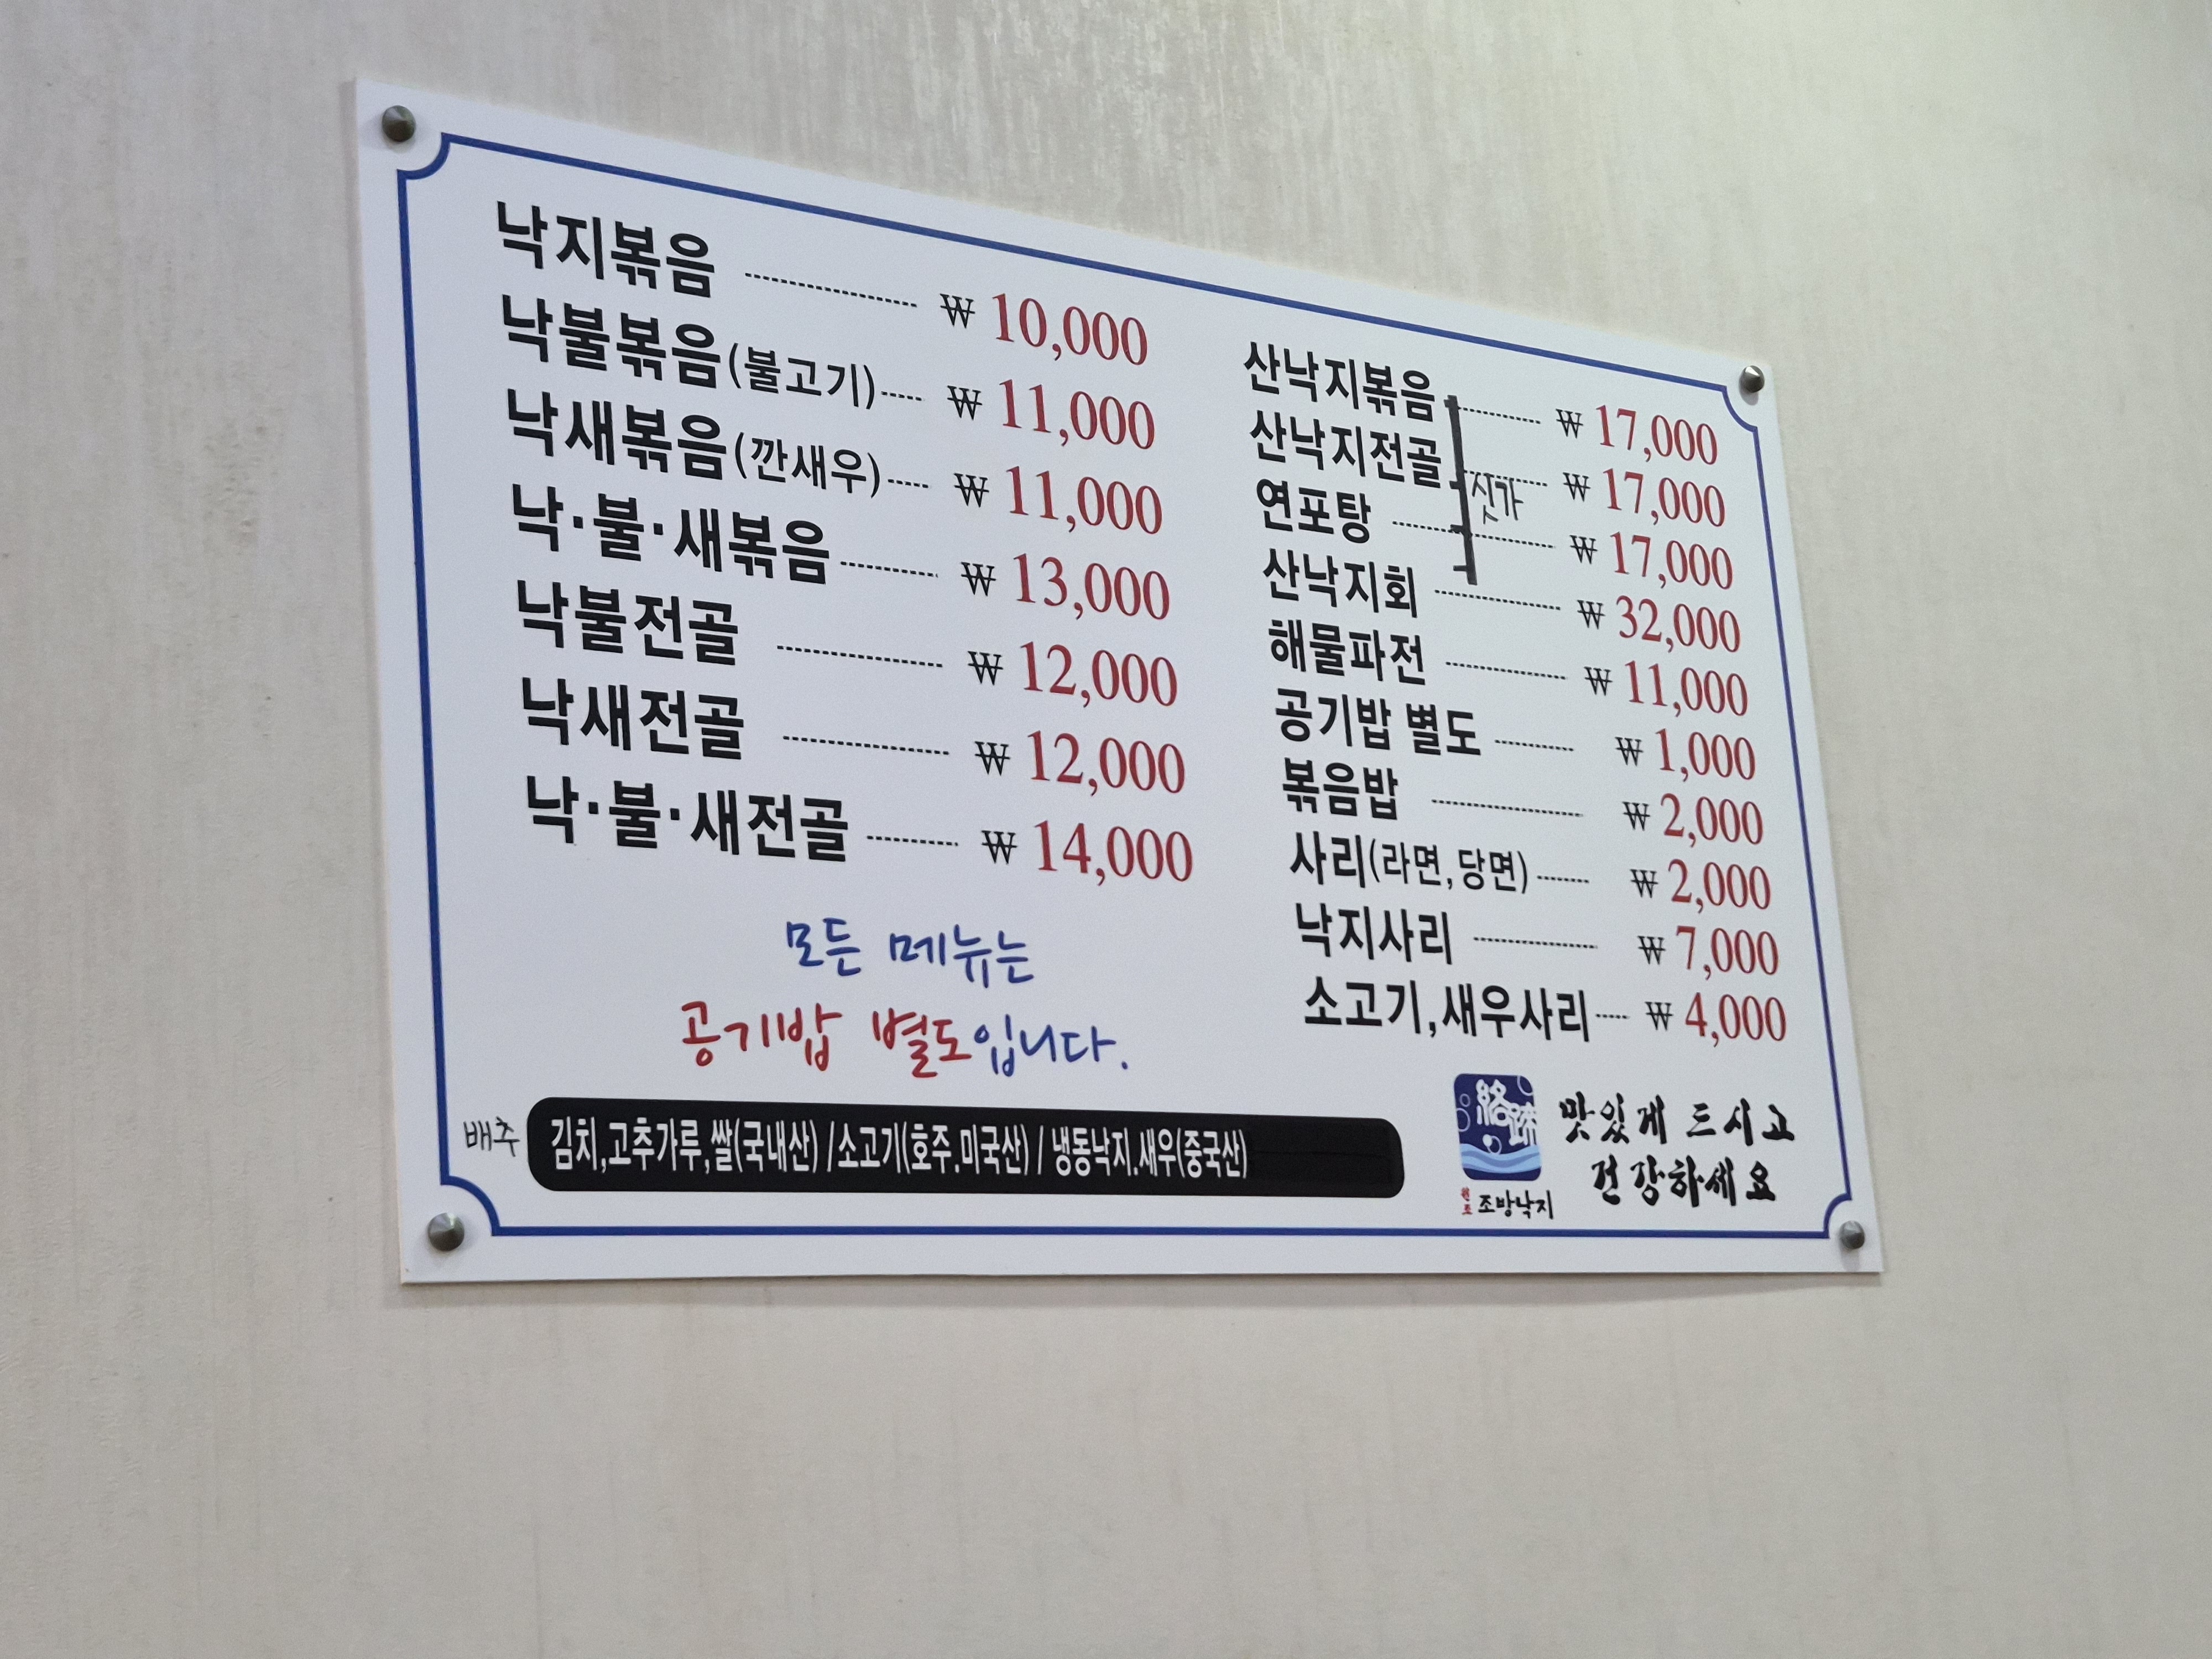 낙지볶음 ₩ 10,000
낙불볶음(불고기) ₩ 11,000
낙새볶음(깐새우) ₩ 11,000
낙·불·새볶음 ₩ 13,000
낙불전골 ₩ 12,000
낙새전골 ₩ 12,000
낙·불·새전골 ₩ 14,000
모든 메뉴는
공기밥 별도입니다.
산낙지볶음 ₩ 17,000
산낙지전골 ₩ 17,000
싯가
연포탕 ₩ 17,000
산낙지회 ₩ 32,000
해물파전 ₩ 11,000
공기밥 별도 ₩ 1,000
볶음밥 ₩ 2,000
사리(라면,당면) ₩ 2,000
낙지사리 ₩ 7,000
소고기,새우사리 ₩ 4,000
배추 김치,고추가루,쌀(국내산) /소고기(호주.미국산) / 냉동낙지.새우(중국산)
원조 조방낙지
맛있게 드시고
건강하세요